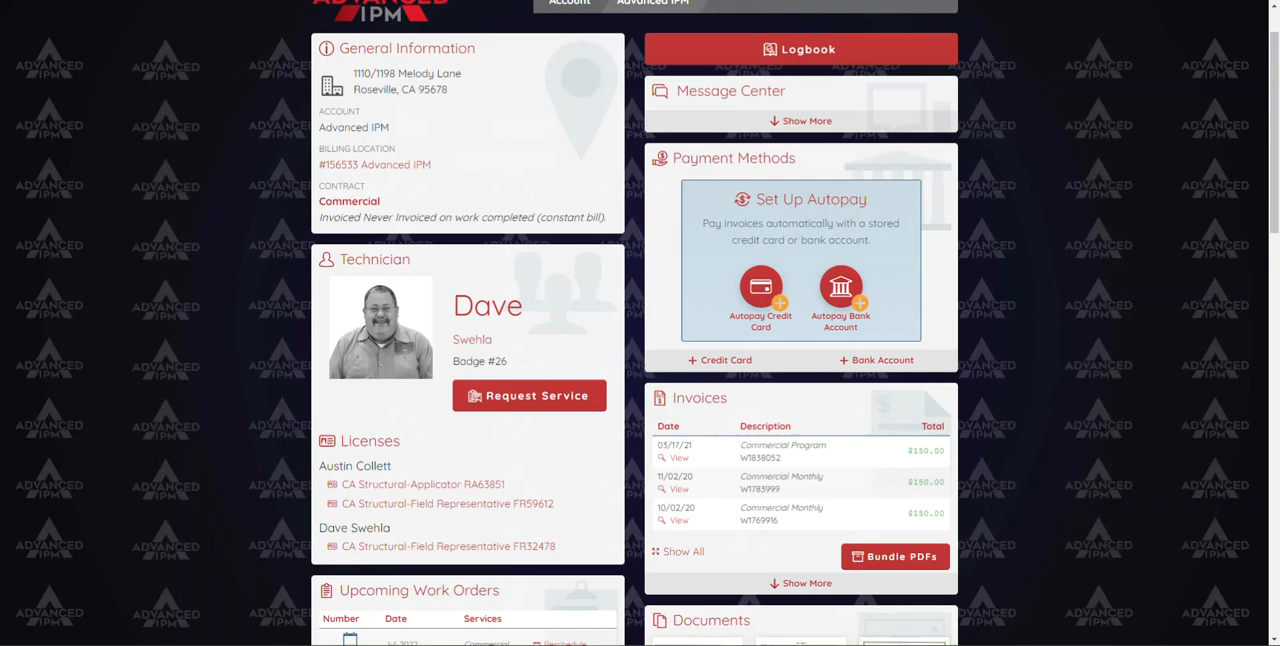 ADVANCED
IPM
Account
Advanced IPM
General Information
1110/1198 Melody Lane
Roseville, CA 95678
ACCOUNT
Advanced IPM
BILLING LOCATION
#156533 Advanced IPM
CONTRACT
Commercial
Invoiced Never Invoiced on work completed (constant bill).
Technician
Dave
Swehla
Badge #26
Request Service
Licenses
Austin Collett
CA Structural-Applicator RA63851
CA Structural-Field Representative FR59612
Dave Swehla
CA Structural-Field Representative FR32478
Upcoming Work Orders
Number Date Services
Jul-2022 Commercial Reschedule
Logbook
Message Center
Show More
Payment Methods
Set Up Autopay
Pay invoices automatically with a stored
credit card or bank account.
Autopay Credit
Card
Autopay Bank
Account
+ Credit Card
+ Bank Account
Invoices
Date Description Total
03/17/21 Commercial Program $150.00
View W1838052
11/02/20 Commercial Monthly $150.00
View W1783999
10/02/20 Commercial Monthly $150.00
View W1769916
Show All
Bundle PDFs
Show More
Documents